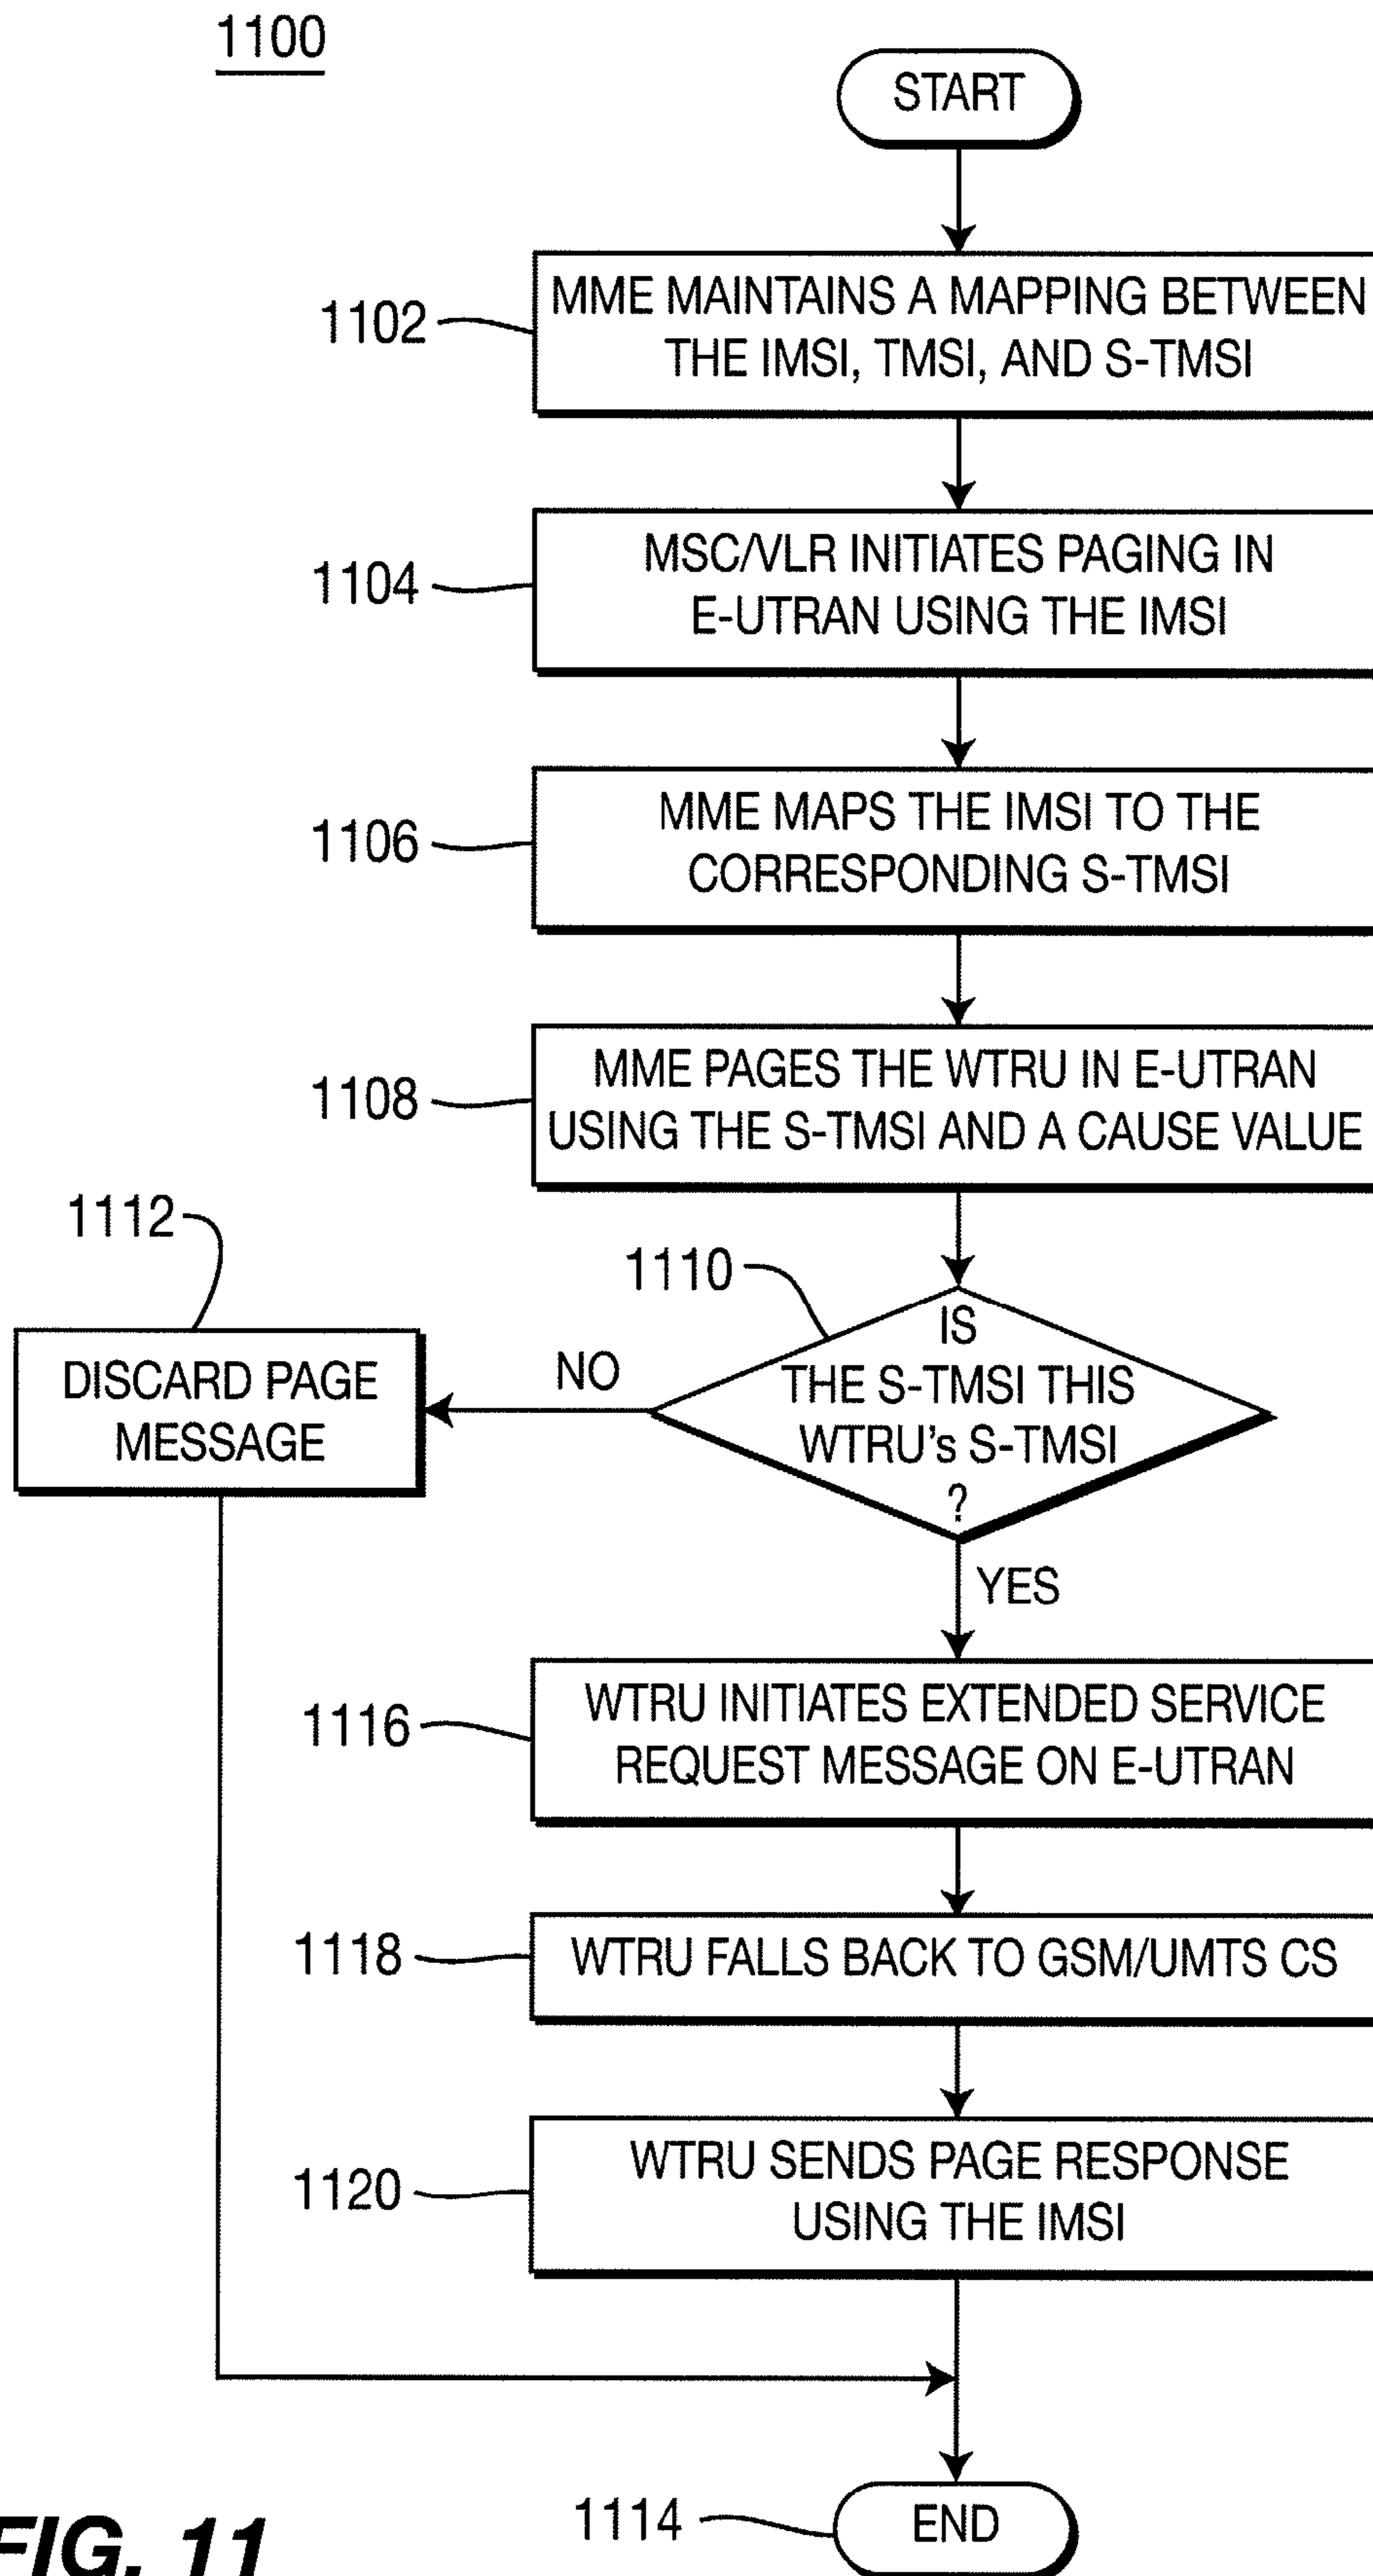 1100
START
1102
MME MAINTAINS A MAPPING BETWEEN
THE IMSI, TMSI, AND S-TMSI
1104
MSC/VLR INITIATES PAGING IN
E-UTRAN USING THE IMSI
1106
MME MAPS THE IMSI TO THE
CORRESPONDING S-TMSI
1108
MME PAGES THE WTRU IN E-UTRAN
USING THE S-TMSI AND A CAUSE VALUE
1112
1110
DISCARD PAGE
MESSAGE
NO
IS
THE S-TMSI THIS
WTRU's S-TMSI
?
YES
1116
WTRU INITIATES EXTENDED SERVICE
REQUEST MESSAGE ON E-UTRAN
1118
WTRU FALLS BACK TO GSM/UMTS CS
1120
WTRU SENDS PAGE RESPONSE
USING THE IMSI
1114
END
FIG. 11